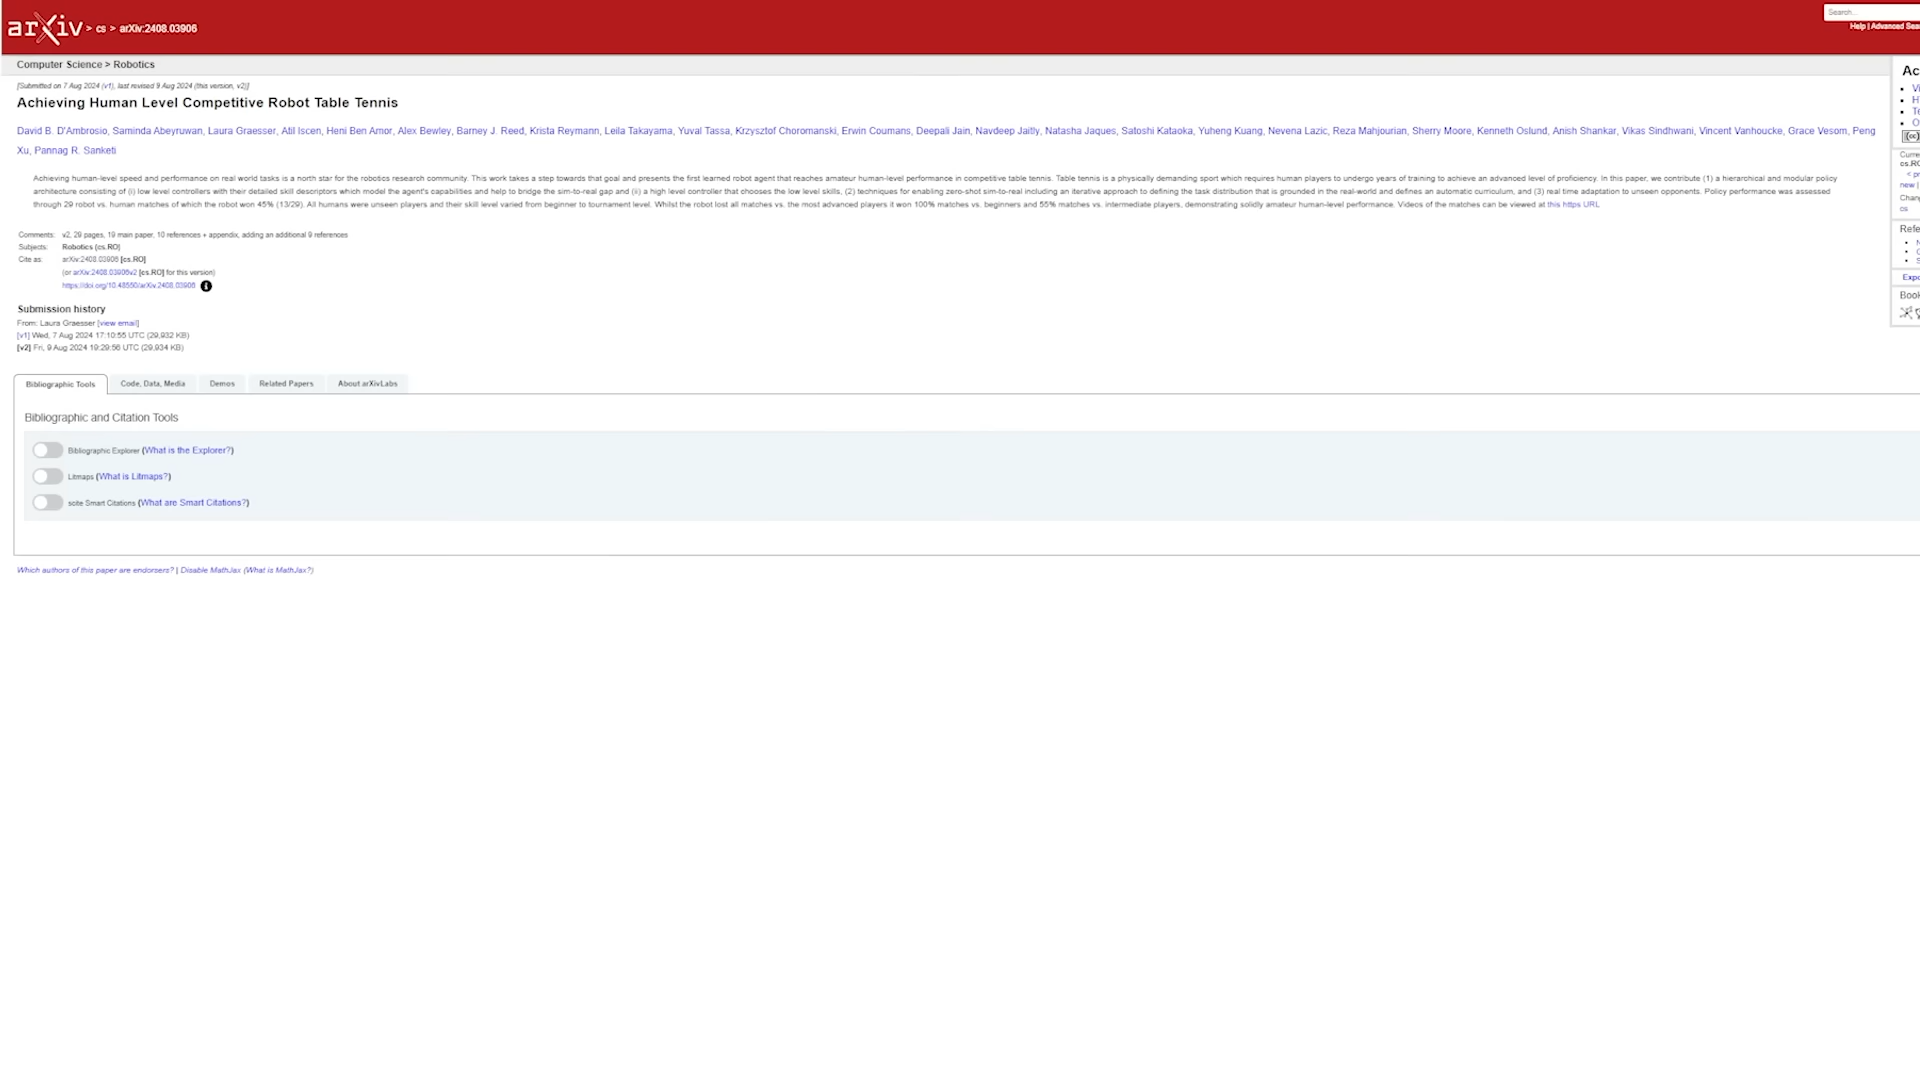 arXiv > cs > arXiv:2408.03906
Search...
Help | Advanced Sea
Computer Science > Robotics
[Submitted on 7 Aug 2024 (v1), last revised 9 Aug 2024 (this version, v2)]
Achieving Human Level Competitive Robot Table Tennis
David B. D'Ambrosio, Saminda Abeyruwan, Laura Graesser, Atil Iscen, Heni Ben Amor, Alex Bewley, Barney J. Reed, Krista Reymann, Leila Takayama, Yuval Tassa, Krzysztof Choromanski, Erwin Coumans, Deepali Jain, Navdeep Jaitly, Natasha Jaques, Satoshi Kataoka, Yuheng Kuang, Nevena Lazic, Reza Mahjourian, Sherry Moore, Kenneth Oslund, Anish Shankar, Vikas Sindhwani, Vincent Vanhoucke, Grace Vesom, Peng
Xu, Pannag R. Sanketi
Achieving human-level speed and performance on real world tasks is a north star for the robotics research community. This work takes a step towards that goal and presents the first learned robot agent that reaches amateur human-level performance in competitive table tennis. Table tennis is a physically demanding sport which requires human players to undergo years of training to achieve an advanced level of proficiency. In this paper, we contribute (1) a hierarchical and modular policy
architecture consisting of (i) low level controllers with their detailed skill descriptors which model the agent's capabilities and help to bridge the sim-to-real gap and (ii) a high level controller that chooses the low level skills, (2) techniques for enabling zero-shot sim-to-real including an iterative approach to defining the task distribution that is grounded in the real-world and defines an automatic curriculum, and (3) real time adaptation to unseen opponents. Policy performance was assessed
through 29 robot vs. human matches of which the robot won 45% (13/29). All humans were unseen players and their skill level varied from beginner to tournament level. Whilst the robot lost all matches vs. the most advanced players it won 100% matches vs. beginners and 55% matches vs. intermediate players, demonstrating solidly amateur human-level performance. Videos of the matches can be viewed at this https URL
Comments: v2, 29 pages, 19 main paper, 10 references + appendix, adding an additional 9 references
Subjects: Robotics (cs.RO)
Cite as: arXiv:2408.03906 [cs.RO]
(or arXiv:2408.03906v2 [cs.RO] for this version)
https://doi.org/10.48550/arXiv.2408.03906
Submission history
From: Laura Graesser [view email]
[v1] Wed, 7 Aug 2024 17:10:55 UTC (29,932 KB)
[v2] Fri, 9 Aug 2024 19:29:56 UTC (29,934 KB)
Bibliographic Tools
Code, Data, Media
Demos
Related Papers
About arXivLabs
Bibliographic and Citation Tools
Bibliographic Explorer (What is the Explorer?)
Litmaps (What is Litmaps?)
scite Smart Citations (What are Smart Citations?)
Which authors of this paper are endorsers? | Disable MathJax (What is MathJax?)
Ac
Vi
H
Te
O
(cc)
Curre
cs.RO
< pr
new |
Chang
cs
Refe
Expo
Book